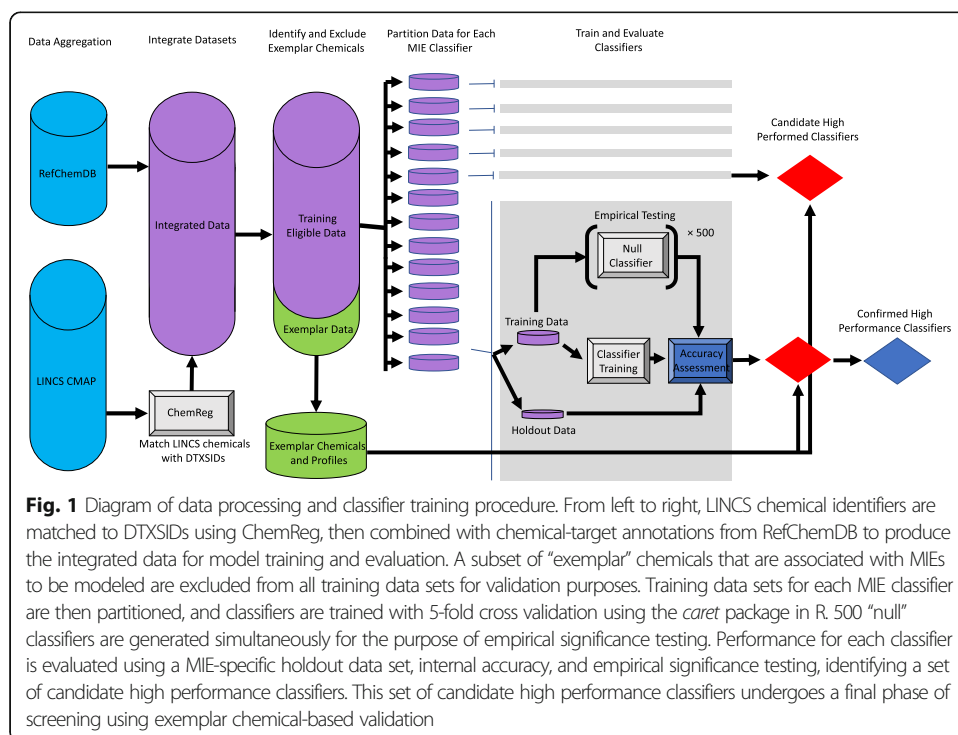 Data Aggregation
Integrate Datasets
Identify and Exclude
Exemplar Chemicals
Partition Data for Each
MIE Classifier
Train and Evaluate
Classifiers
RefChemDB
LINCS CMAP
Integrated Data
ChemReg
Match LINCS chemicals
with DTXSIDs
Training
Eligible Data
Exemplar Data
Exemplar Chemicals
and Profiles
Empirical Testing
Null
Classifier
× 500
Training Data
Classifier
Training
Accuracy
Assessment
Holdout Data
Candidate High
Performed Classifiers
Confirmed High
Performance Classifiers
Fig. 1 Diagram of data processing and classifier training procedure. From left to right, LINCS chemical identifiers are
matched to DTXSIDs using ChemReg, then combined with chemical-target annotations from RefChemDB to produce
the integrated data for model training and evaluation. A subset of “exemplar” chemicals that are associated with MIEs
to be modeled are excluded from all training data sets for validation purposes. Training data sets for each MIE classifier
are then partitioned, and classifiers are trained with 5-fold cross validation using the caret package in R. 500 “null”
classifiers are generated simultaneously for the purpose of empirical significance testing. Performance for each classifier
is evaluated using a MIE-specific holdout data set, internal accuracy, and empirical significance testing, identifying a set
of candidate high performance classifiers. This set of candidate high performance classifiers undergoes a final phase of
screening using exemplar chemical-based validation